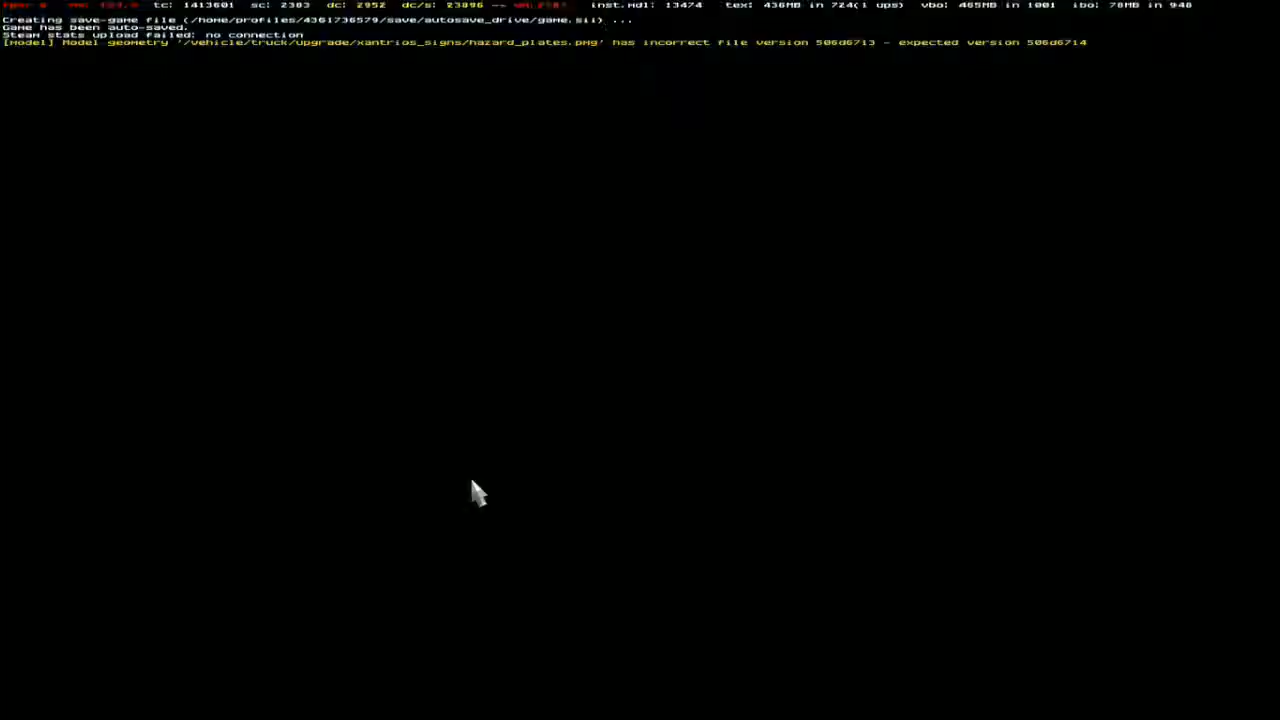 tc: 1413601 sc: 2383 dc: 2952 dc/s: 23896 -- inst.mdl: 13474 tex: 436MB in 724(1 ups) vbo: 465MB in 1001 ibo: 78MB in 948
Creating save-game file (/home/profiles/4361736579/save/autosave_drive/game.sii) ...
Game has been auto-saved.
Steam stats upload failed: no connection
[model] Model geometry '/vehicle/truck/upgrade/xantrios_signs/hazard_plates.pmg' has incorrect file version 506d6713 - expected version 506d6714